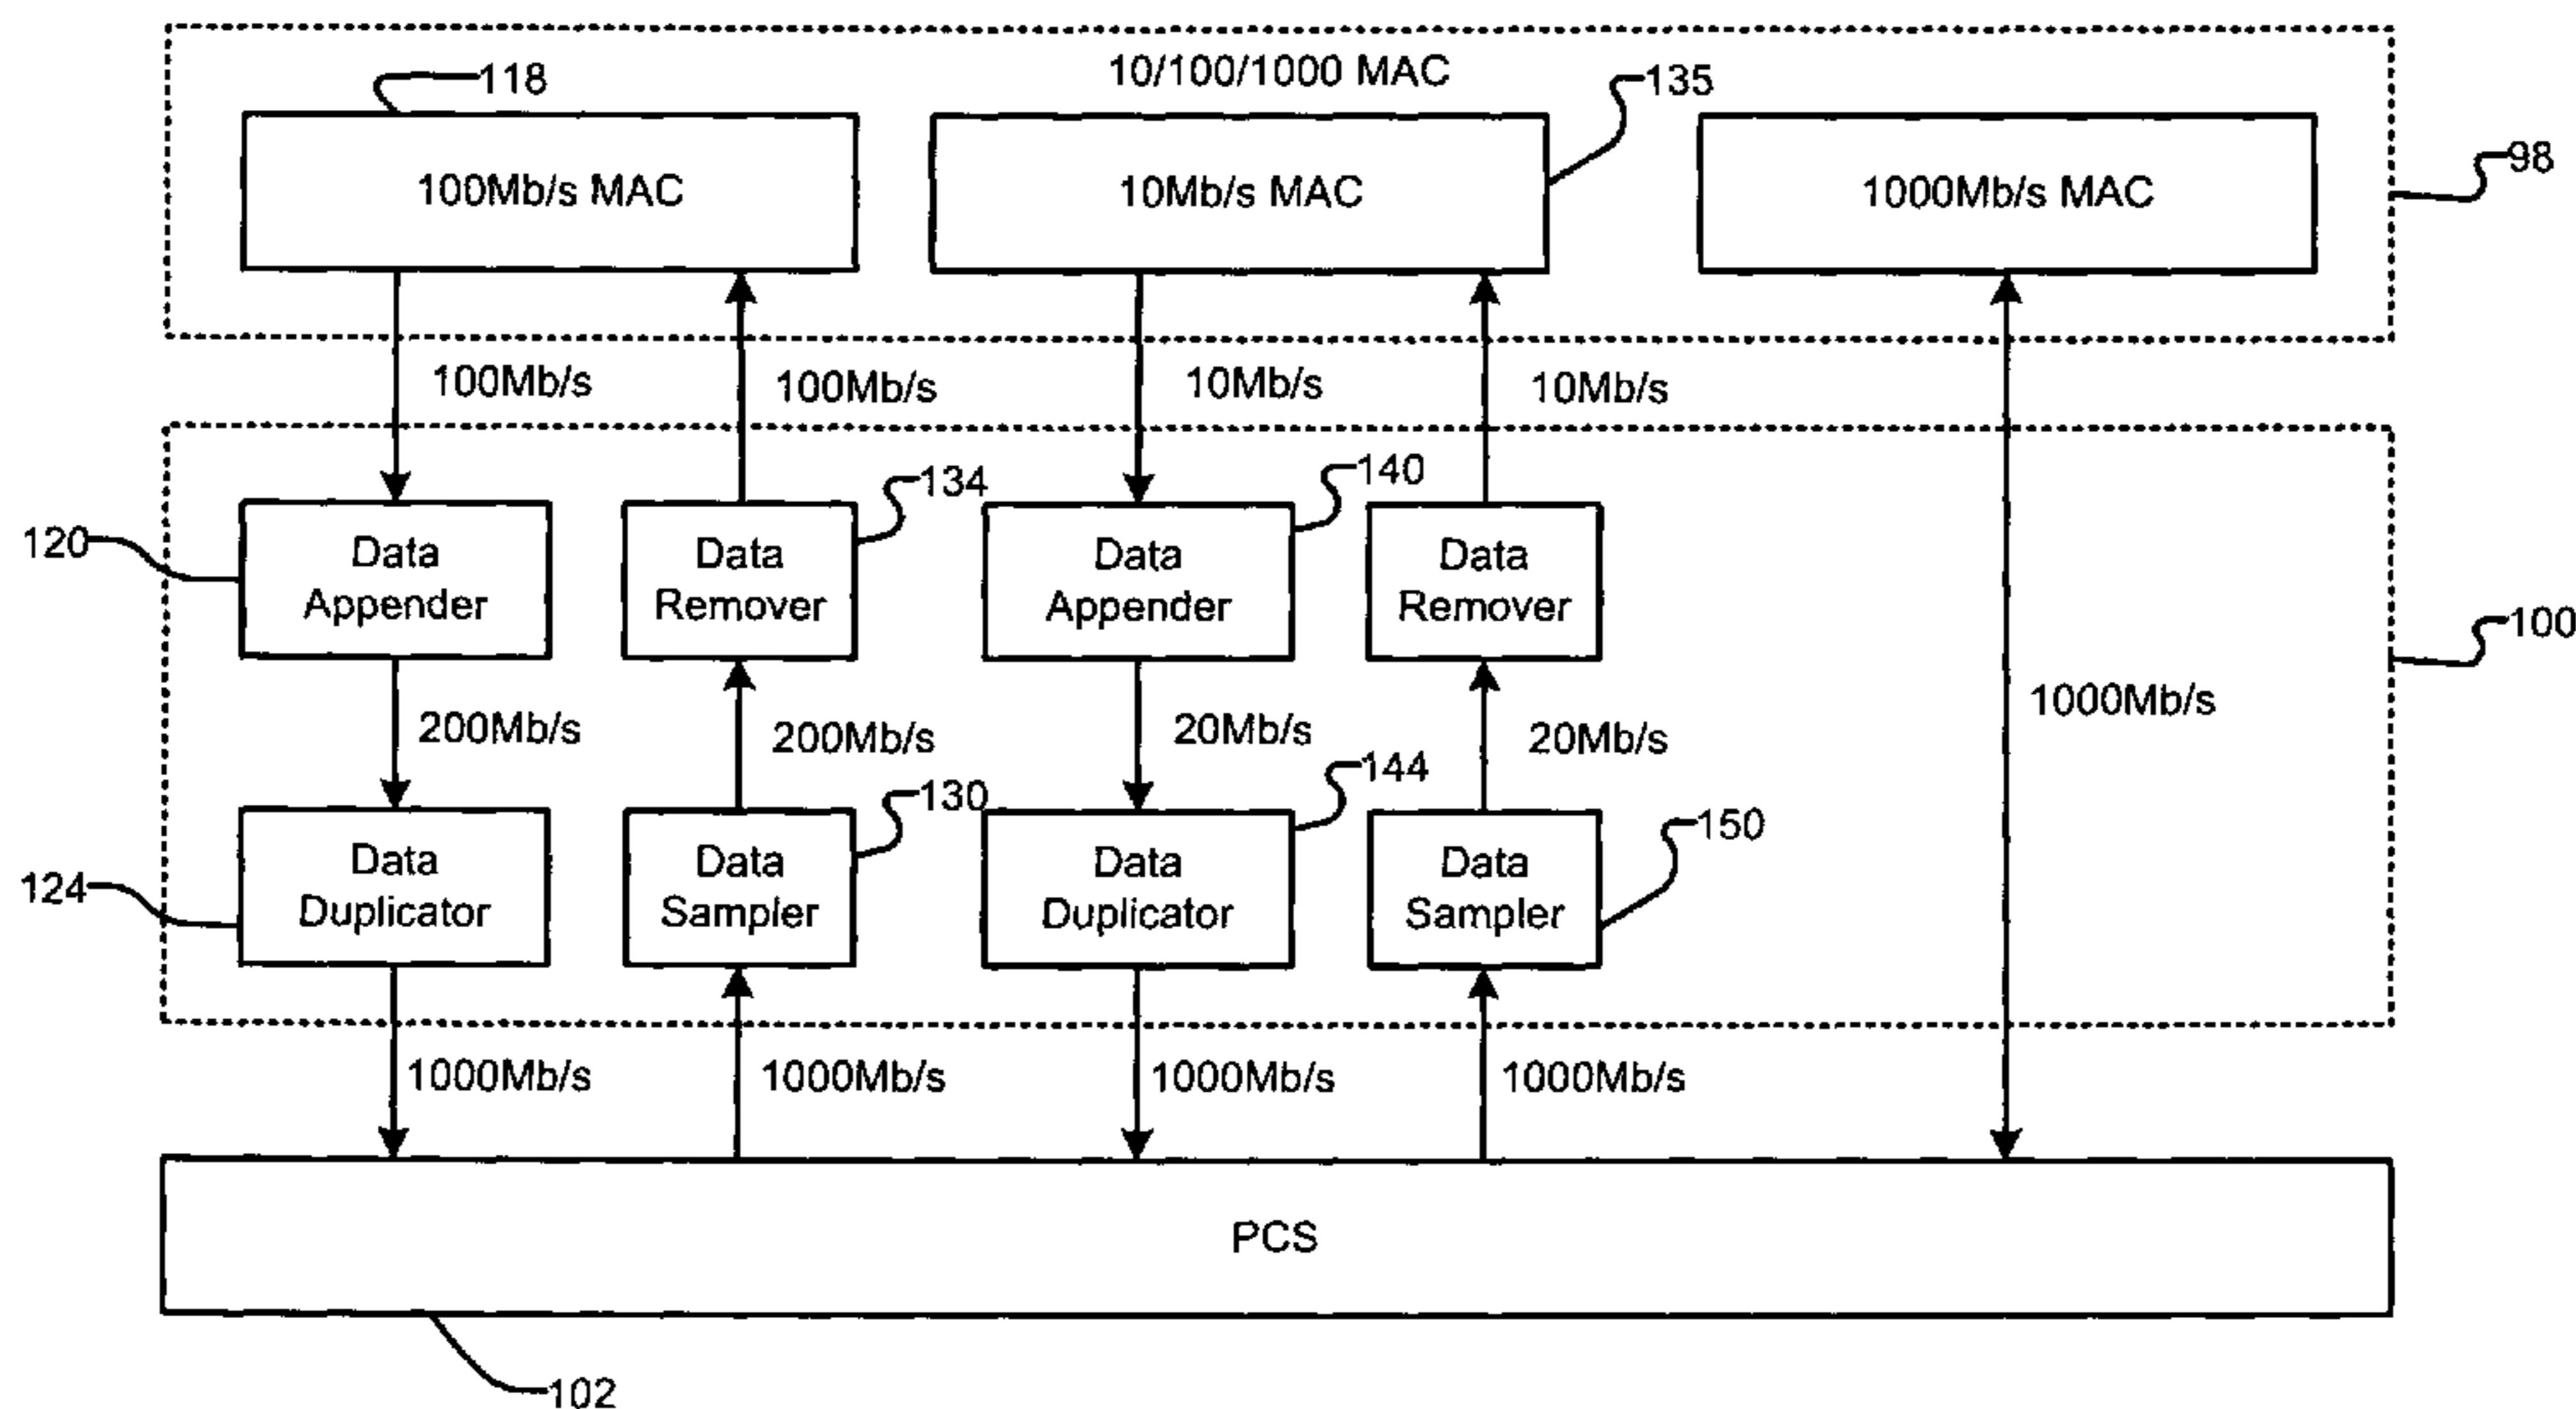 10/100/1000 MAC
118
135
100Mb/s MAC
10Mb/s MAC
1000Mb/s MAC
98
100Mb/s
100Mb/s
10Mb/s
10Mb/s
134
140
120
Data
Appender
Data
Remover
Data
Appender
Data
Remover
100
200Mb/s
200Mb/s
20Mb/s
20Mb/s
1000Mb/s
130
144
150
124
Data
Duplicator
Data
Sampler
Data
Duplicator
Data
Sampler
1000Mb/s
1000Mb/s
1000Mb/s
1000Mb/s
PCS
102